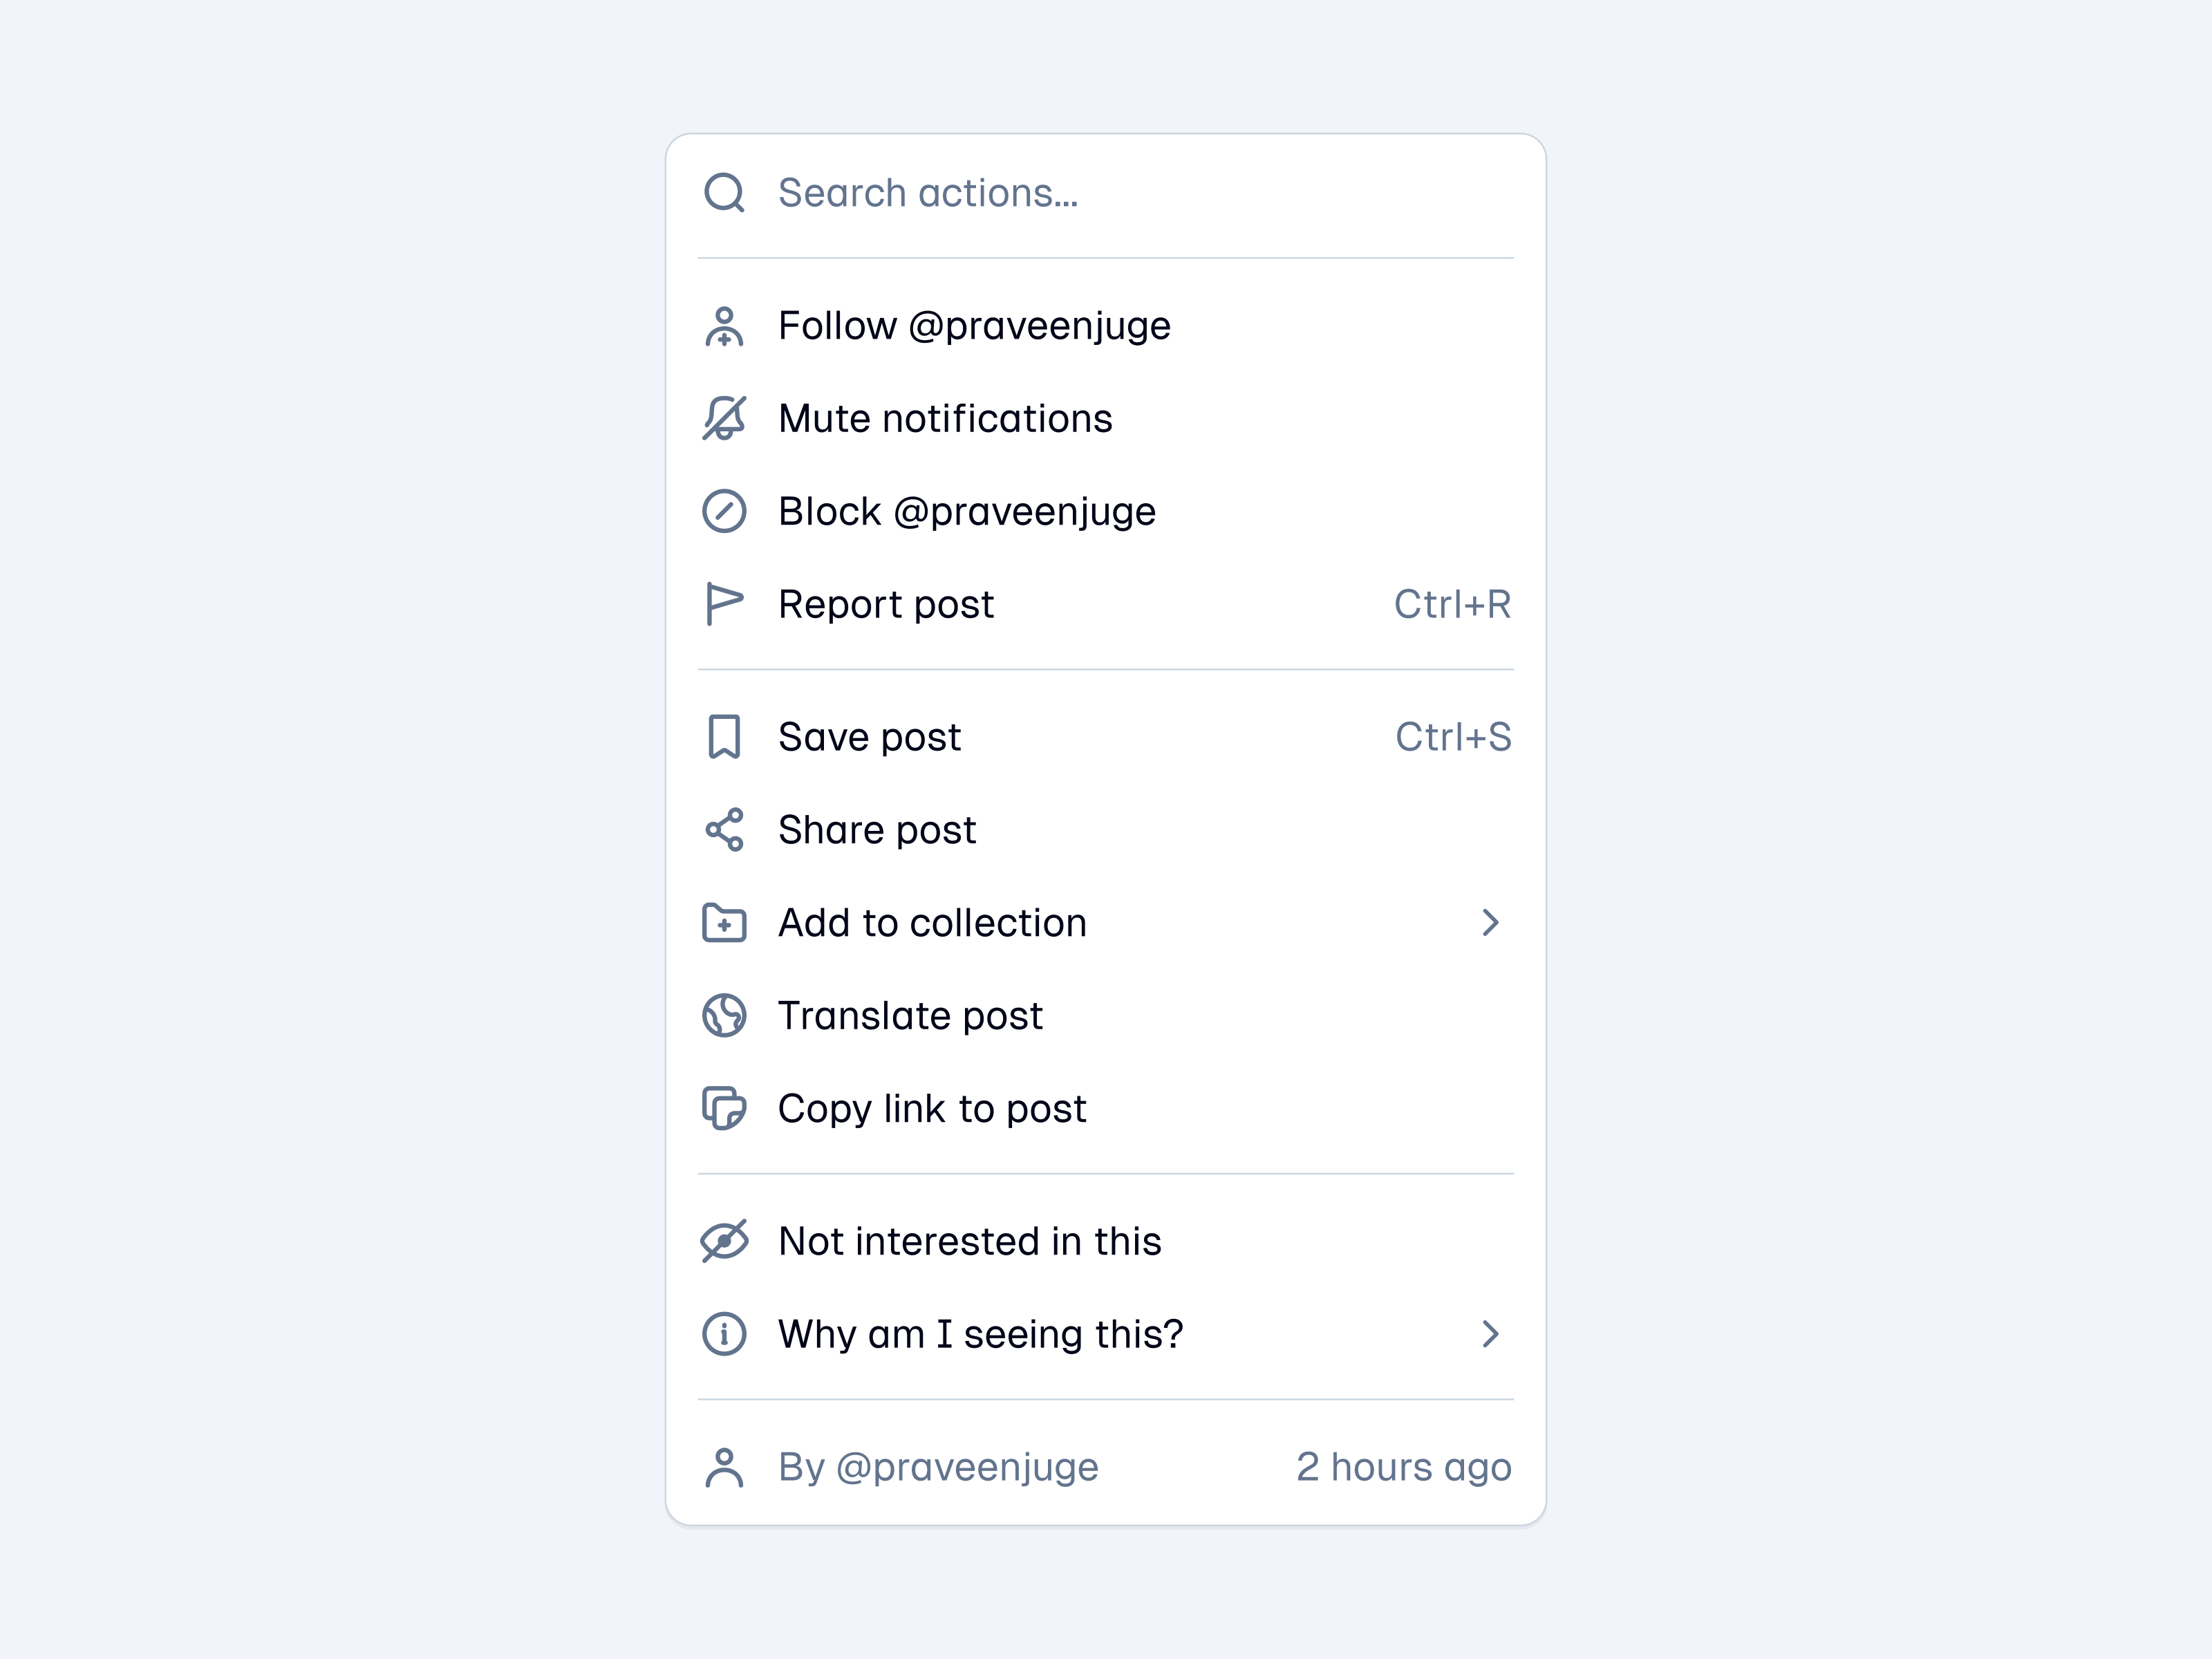 Search actions...
Follow @praveenjuge
Mute notifications
Block @praveenjuge
Report post Ctrl+R
Save post Ctrl+S
Share post
Add to collection
Translate post
Copy link to post
Not interested in this
Why am I seeing this?
By @praveenjuge 2 hours ago